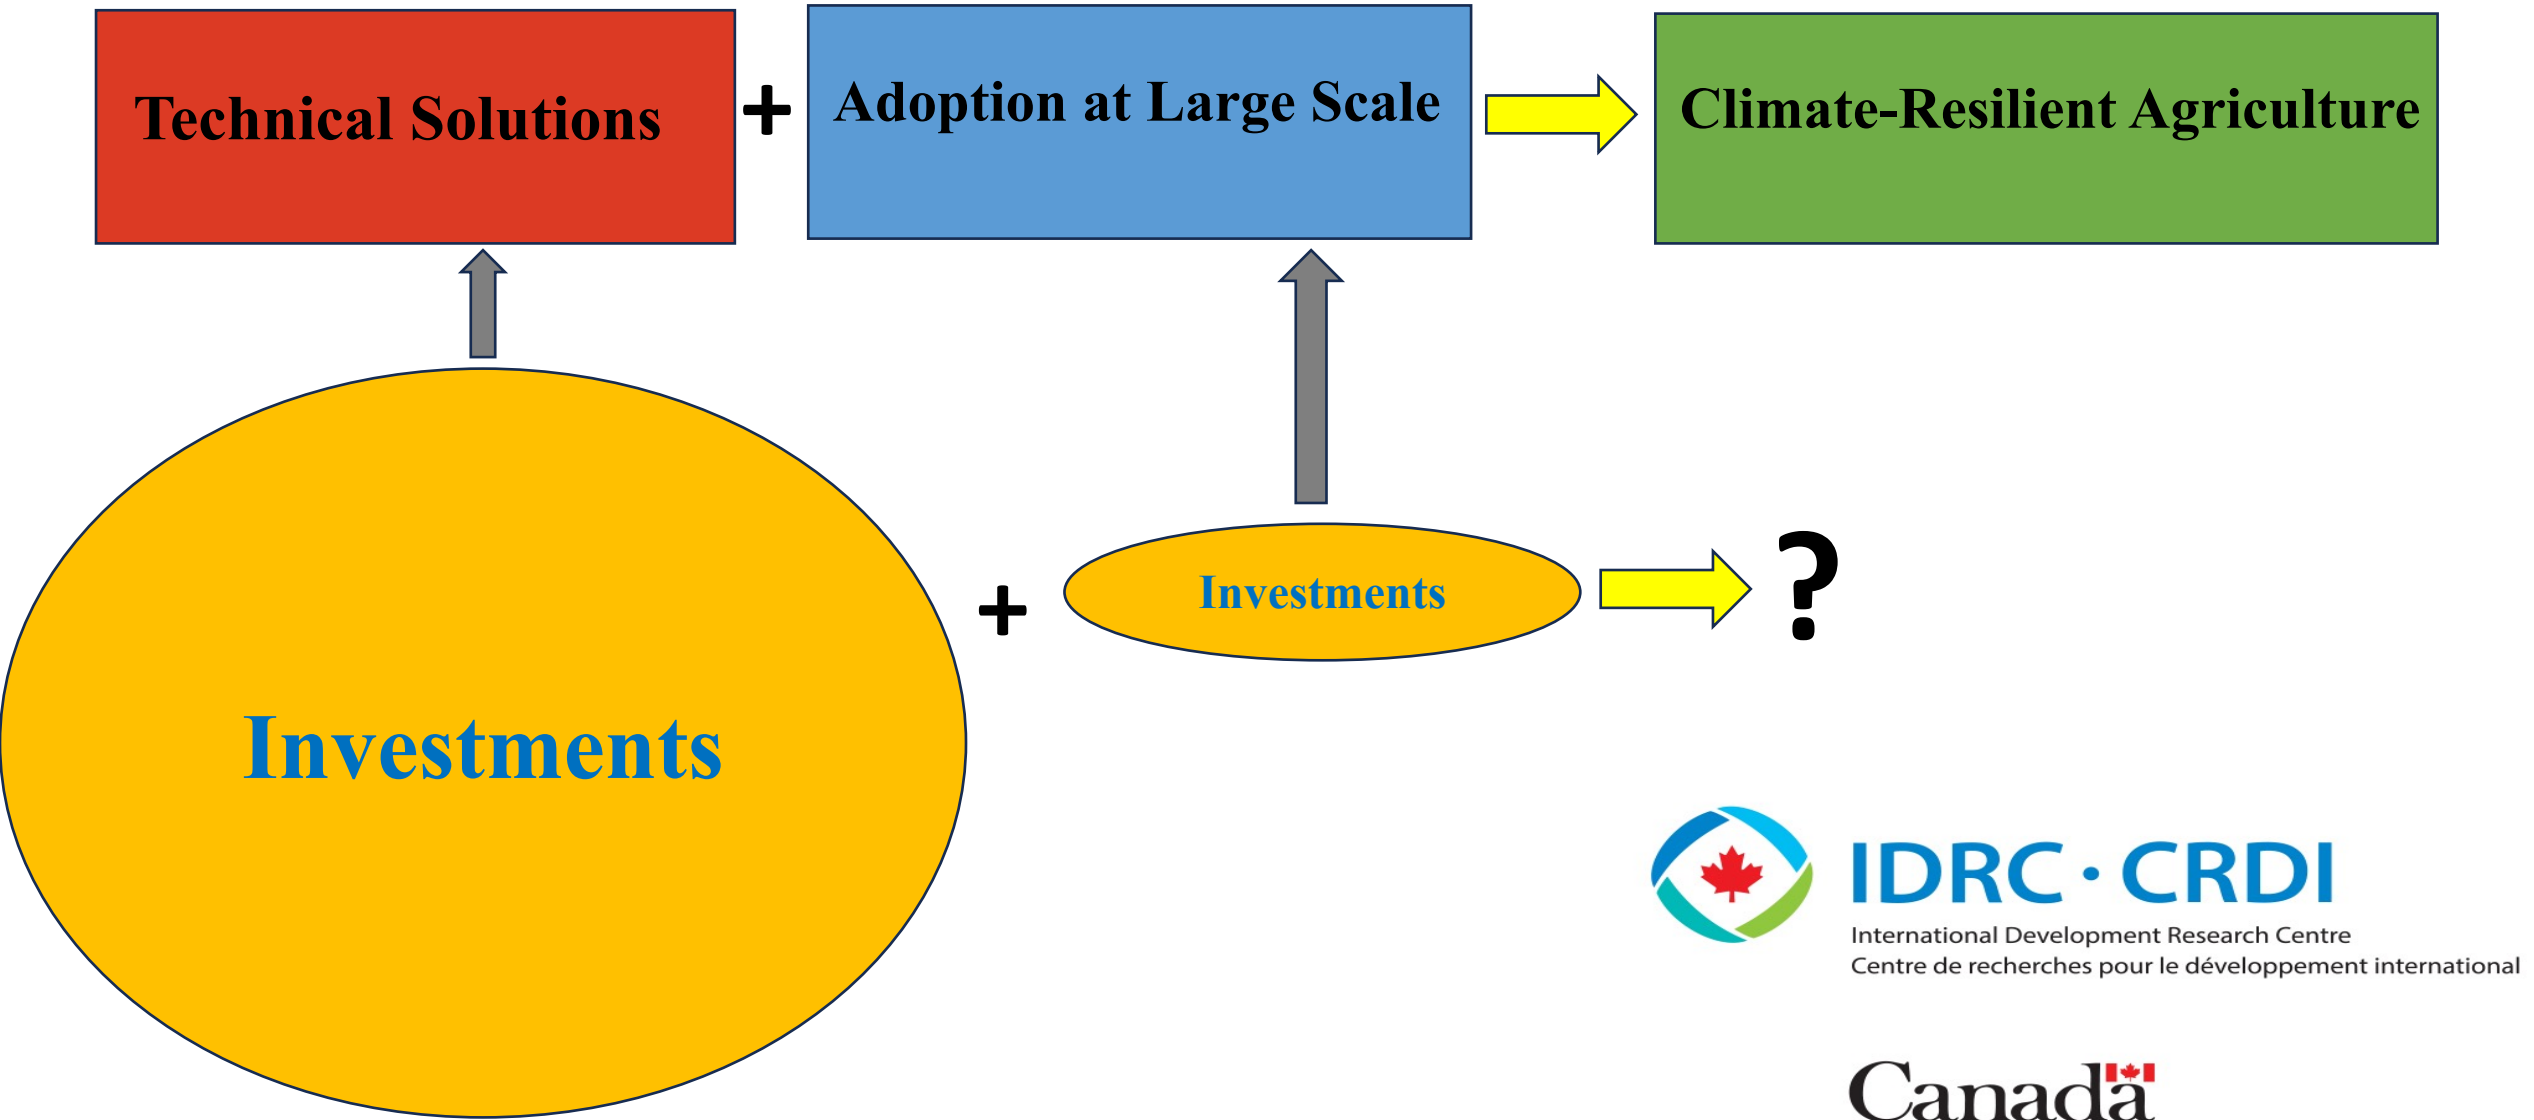 Technical Solutions
+
Adoption at Large Scale
Climate-Resilient Agriculture
Investments
+
Investments
?
IDRC · CRDI
International Development Research Centre
Centre de recherches pour le développement international
Canada